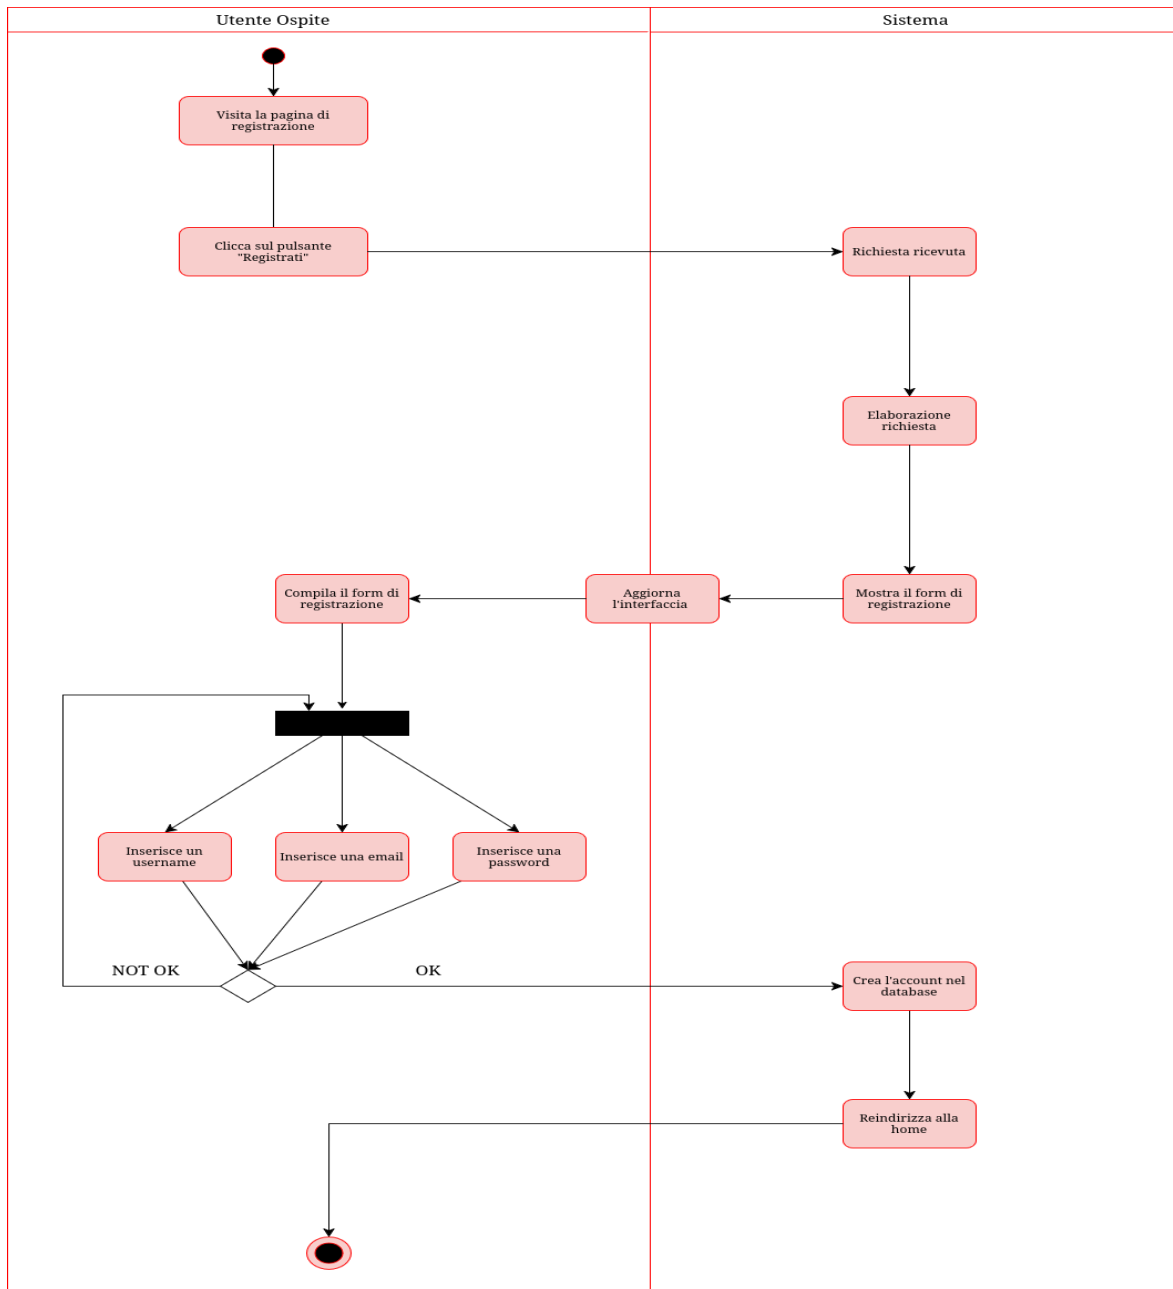 Utente Ospite
Sistema
Visita la pagina di
registrazione
Clicca sul pulsante
"Registrati"
Richiesta ricevuta
Elaborazione
richiesta
Compila il form di
registrazione
Aggiorna
l'interfaccia
Mostra il form di
registrazione
Inserisce un
username
Inserisce una email
Inserisce una
password
NOT OK
OK
Crea l'account nel
database
Reindirizza alla
home